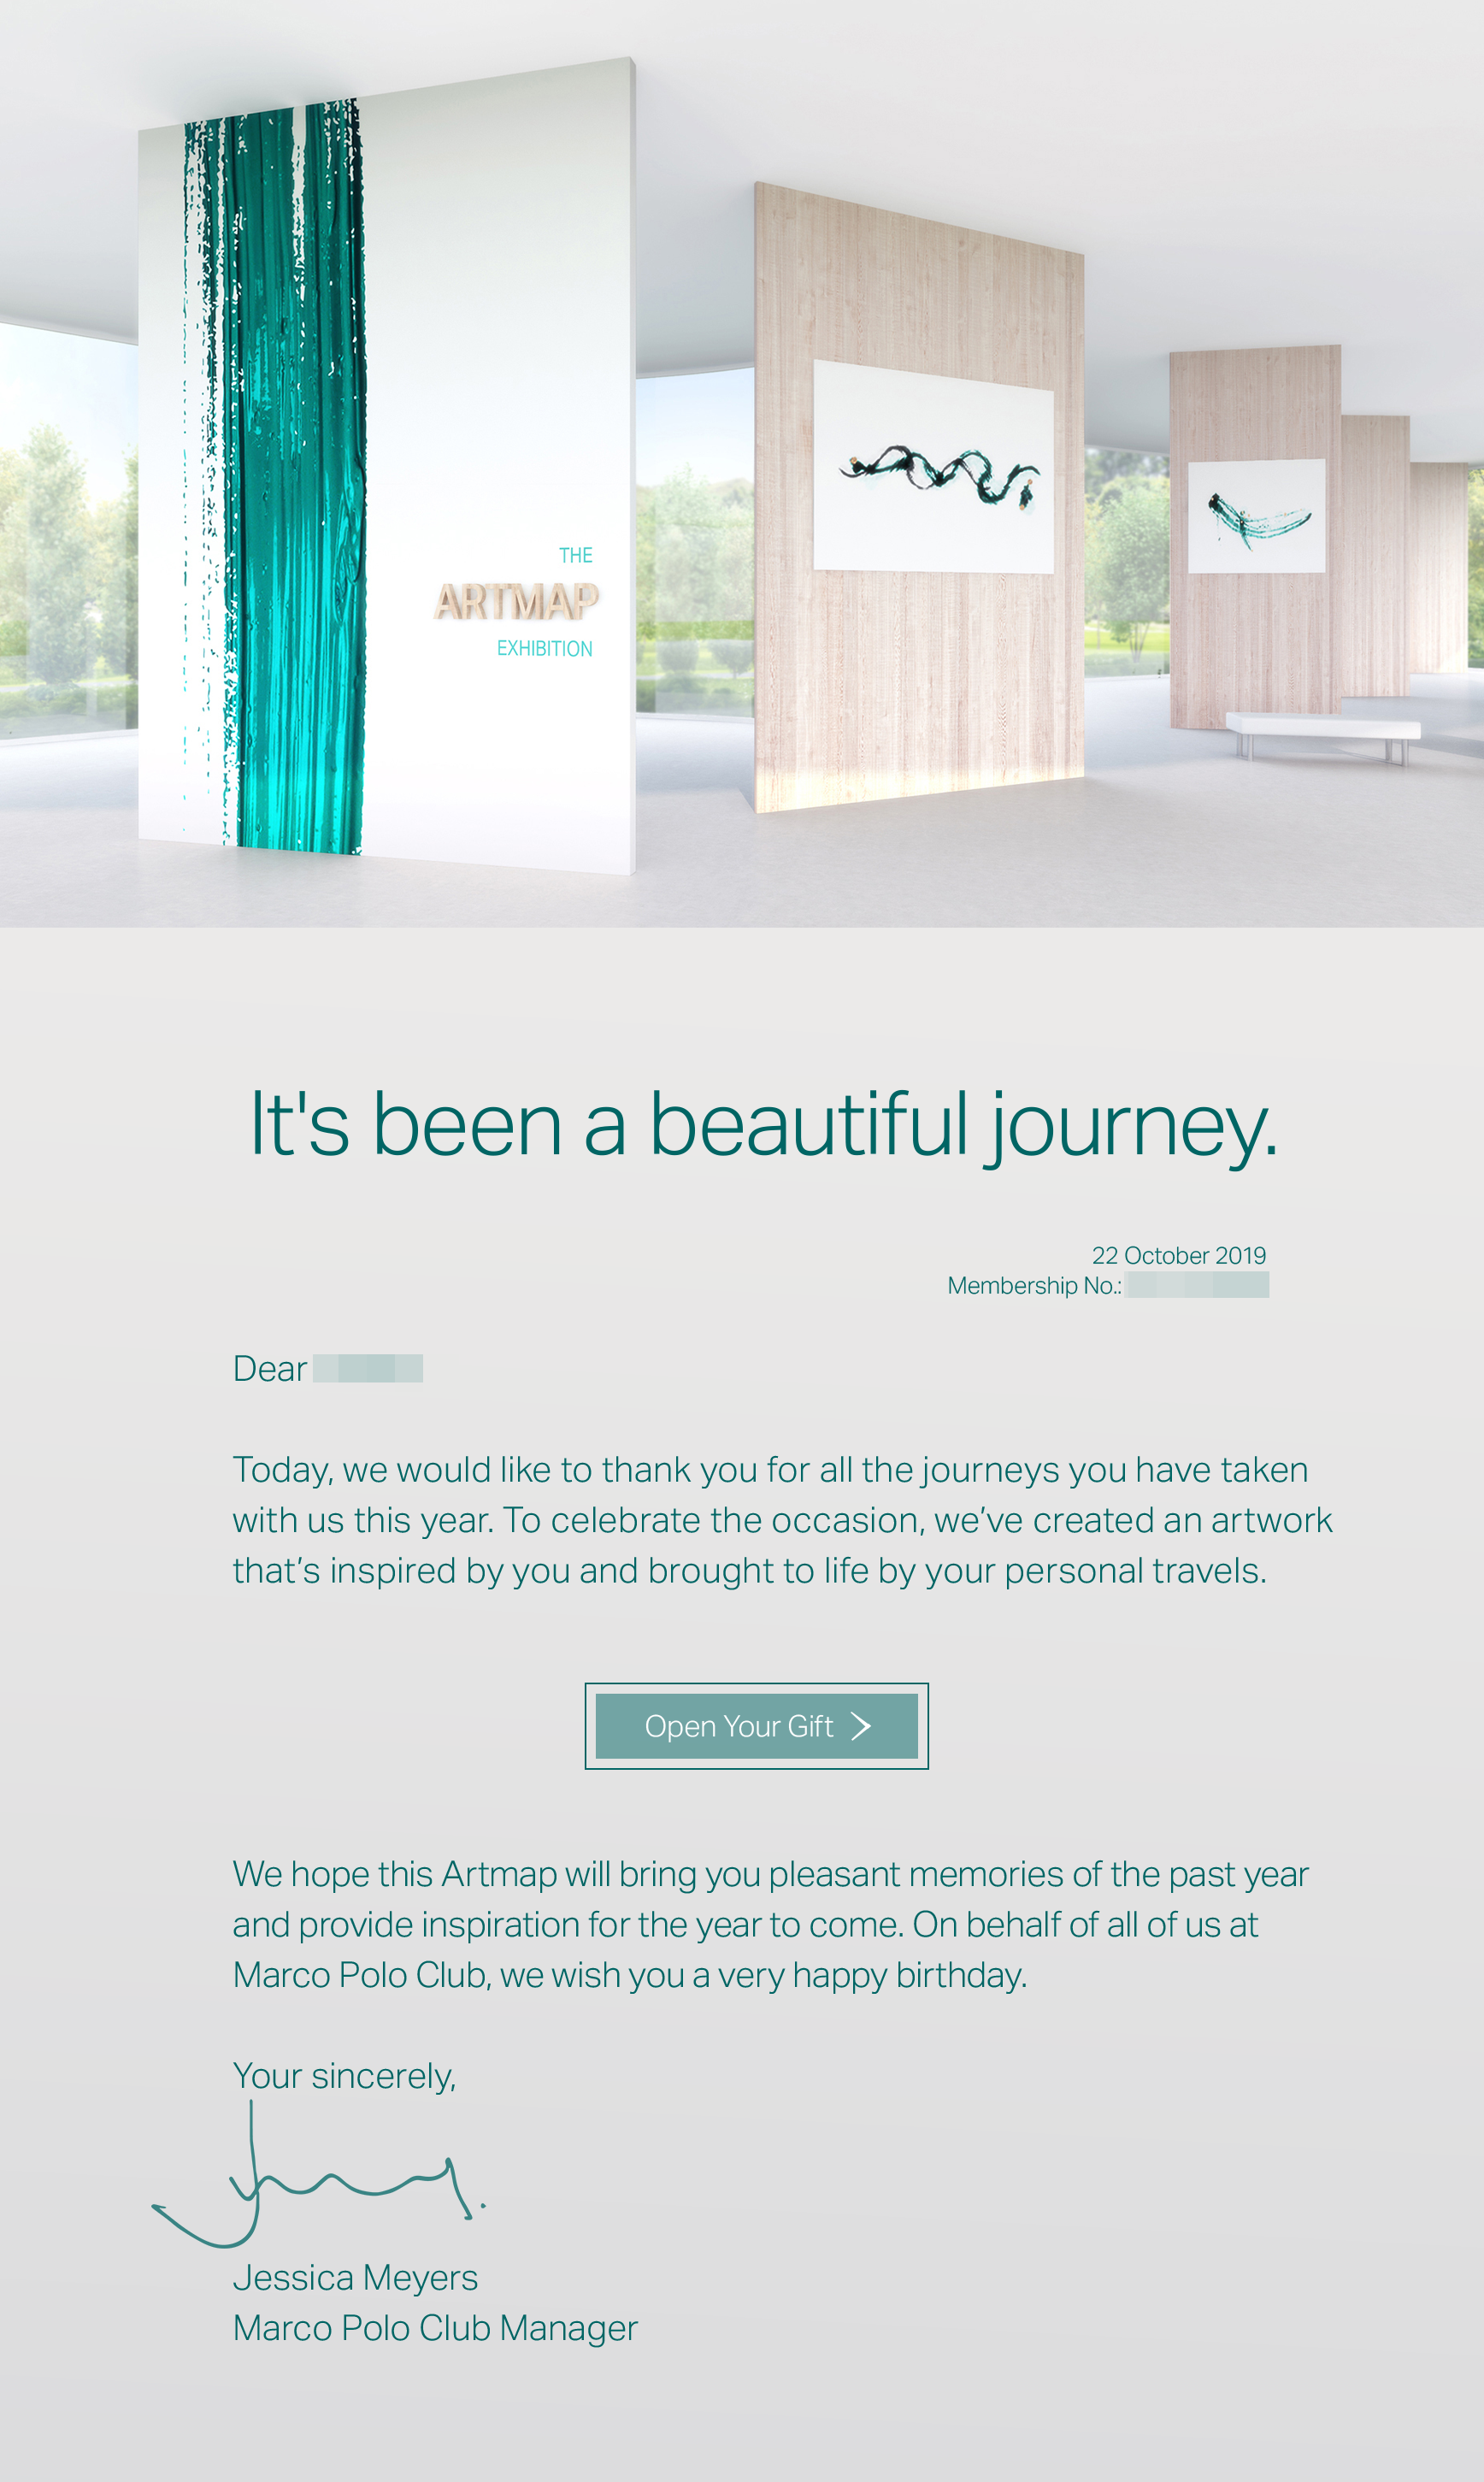 THE
ARTMAP
EXHIBITION
It's been a beautiful journey.
22 October 2019
Membership No.:
Dear
Today, we would like to thank you for all the journeys you have taken
with us this year. To celebrate the occasion, we’ve created an artwork
that’s inspired by you and brought to life by your personal travels.
Open Your Gift
We hope this Artmap will bring you pleasant memories of the past year
and provide inspiration for the year to come. On behalf of all of us at
Marco Polo Club, we wish you a very happy birthday.
Your sincerely,
Jessica Meyers
Marco Polo Club Manager